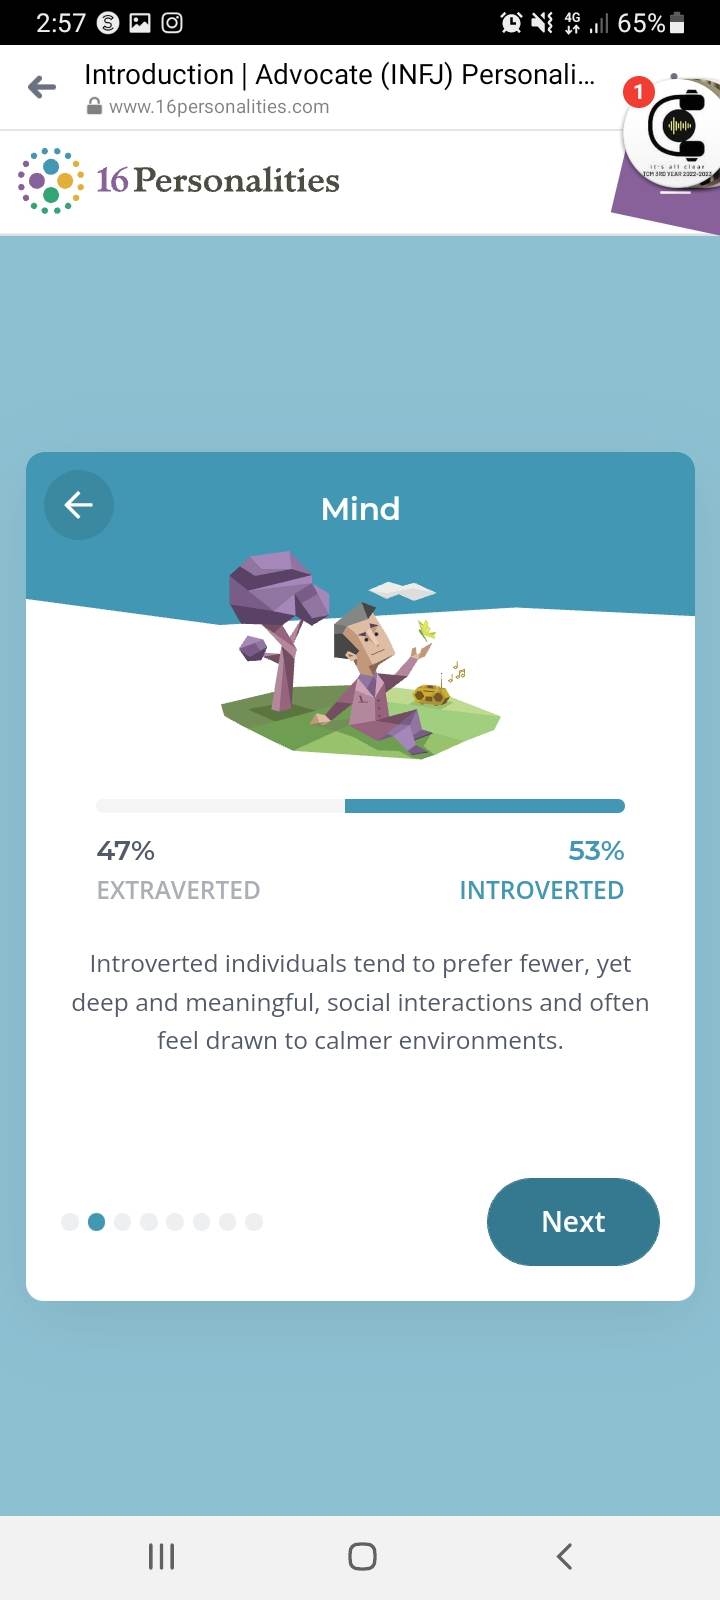 2:57
4G
65%
Introduction | Advocate (INFJ) Personali...
www.16personalities.com
1
it's all clear
TCM 3RD YEAR 2022-2023
16Personalities
Mind
47%
53%
EXTRAVERTED
INTROVERTED
Introverted individuals tend to prefer fewer, yet
deep and meaningful, social interactions and often
feel drawn to calmer environments.
Next